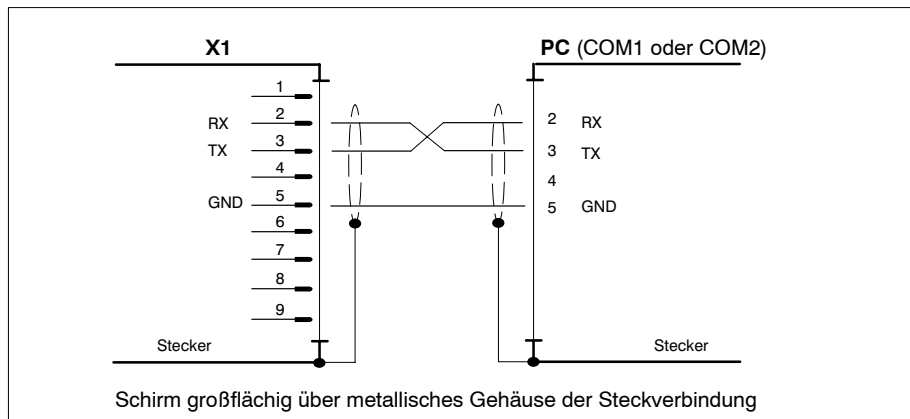 X1
PC (COM1 oder COM2)
1
RX 2
TX 3
4
GND 5
6
7
8
9
2 RX
3 TX
4
5 GND
Stecker
Stecker
Schirm großflächig über metallisches Gehäuse der Steckverbindung